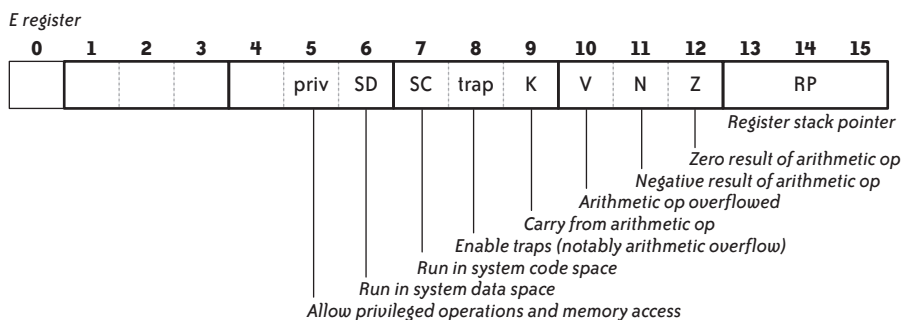 E register
0 1 2 3 4 5 6 7 8 9 10 11 12 13 14 15
priv SD SC trap K V N Z RP
Register stack pointer
Zero result of arithmetic op
Negative result of arithmetic op
Arithmetic op overflowed
Carry from arithmetic op
Enable traps (notably arithmetic overflow)
Run in system code space
Run in system data space
Allow privileged operations and memory access